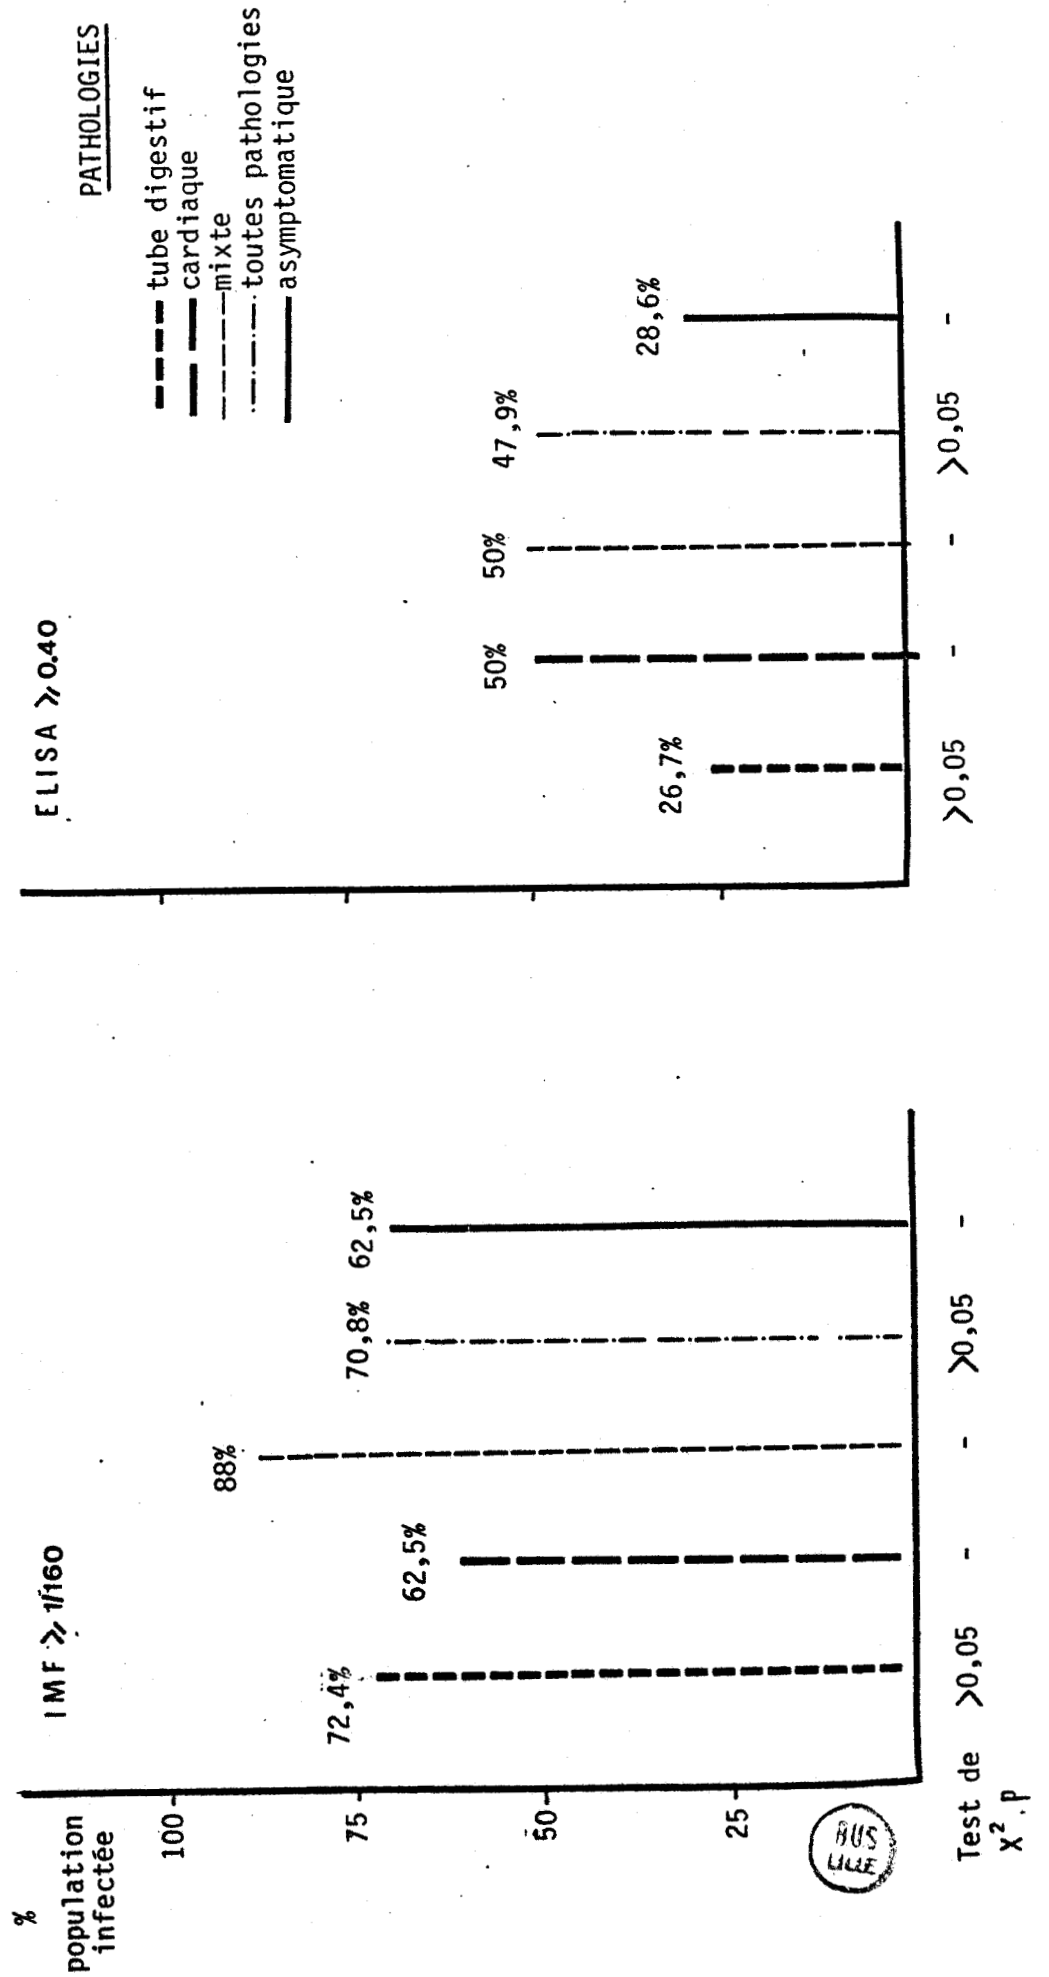 %
population
infectée
IMF ⩾ 1/160
100
75
50
25
72,4%
62,5%
88%
70,8%
62,5%
Test de
X².p
>0,05
-
-
>0,05
-
BUS
LILLE
ELISA ⩾ 0.40
26,7%
50%
50%
47,9%
28,6%
>0,05
-
-
>0,05
-
PATHOLOGIES
tube digestif
cardiaque
mixte
toutes pathologies
asymptomatique